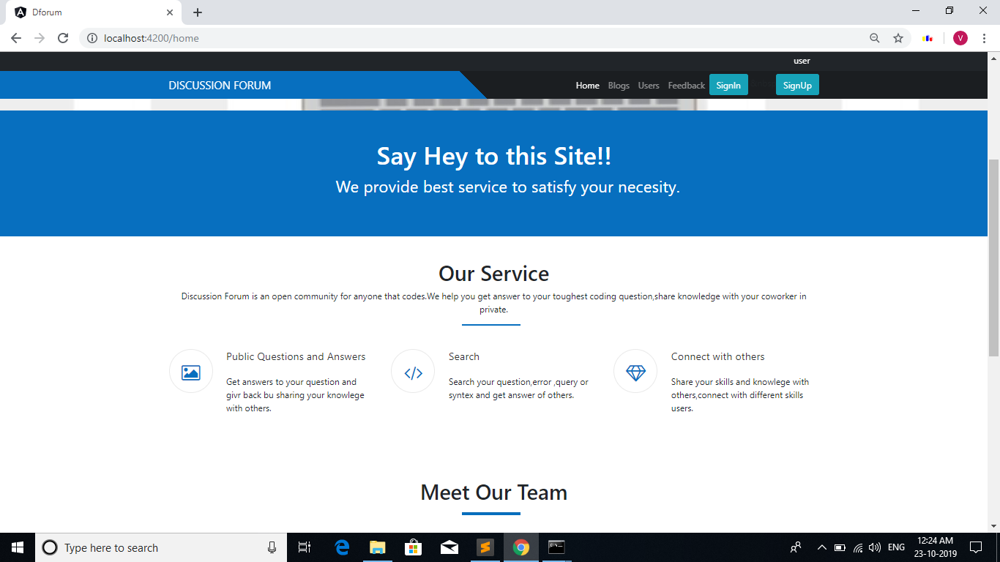 Dforum
localhost:4200/home
V
user
DISCUSSION FORUM
Home Blogs Users Feedback SignIn SignUp
Say Hey to this Site!!
We provide best service to satisfy your necesity.
Our Service
Discussion Forum is an open community for anyone that codes.We help you get answer to your toughest coding question,share knowledge with your coworker in
private.
Public Questions and Answers
Get answers to your question and
givr back bu sharing your knowlege
with others.
Search
Search your question,error ,query or
syntex and get answer of others.
Connect with others
Share your skills and knowlege with
others,connect with different skills
users.
Meet Our Team
Type here to search
ENG
12:24 AM
23-10-2019